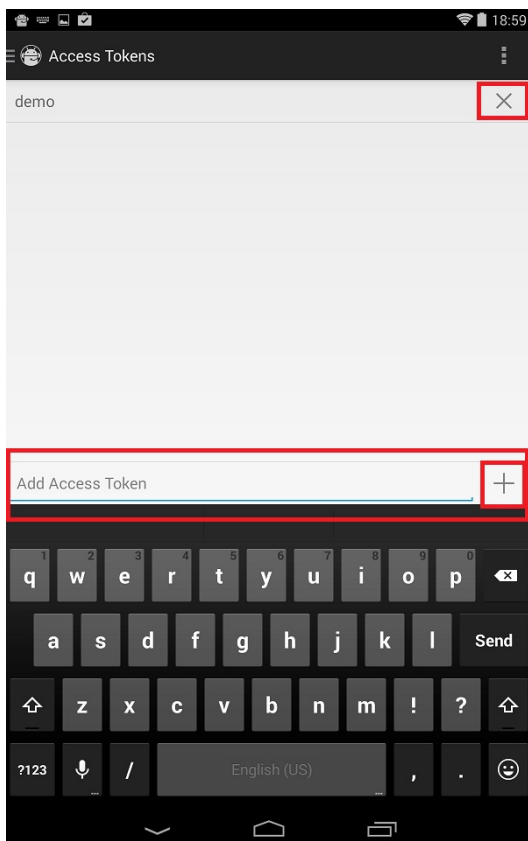 18:59
Access Tokens
demo
Add Access Token
1 2 3 4 5 6 7 8 9 0
q w e r t y u i o p
a s d f g h j k l Send
z x c v b n m ! ?
?123 / English (US) , .